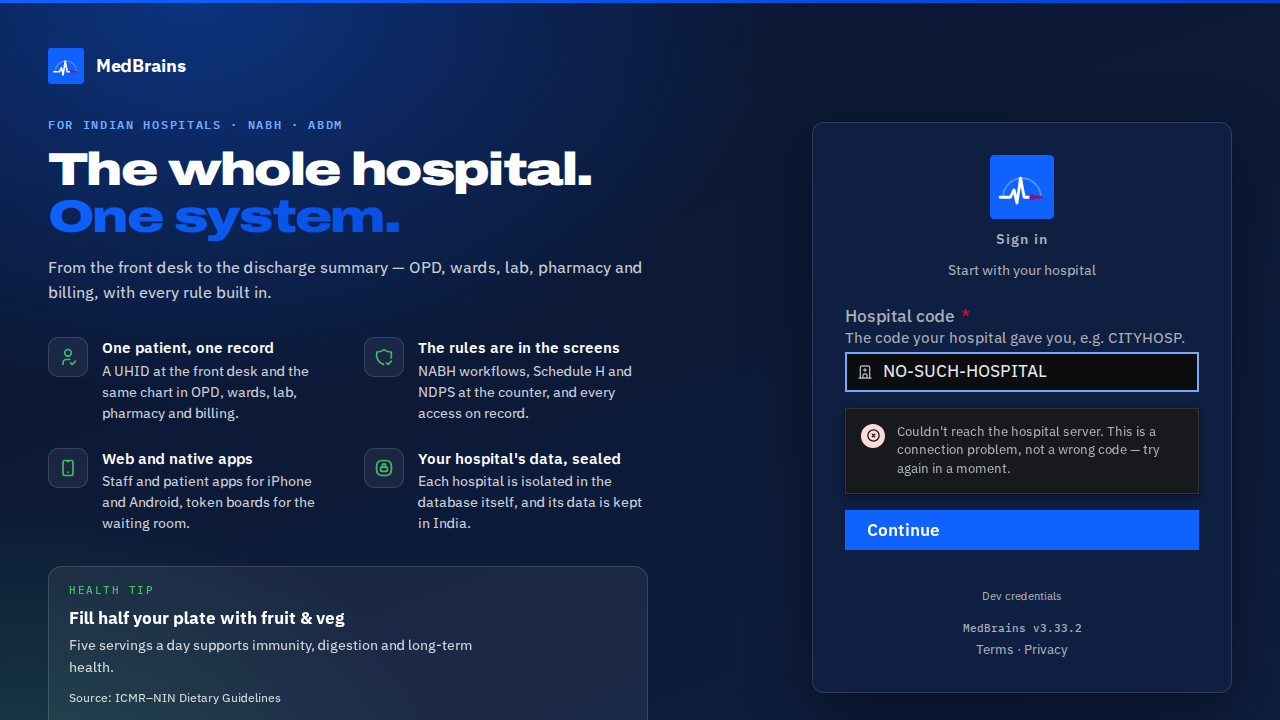 MedBrains
FOR INDIAN HOSPITALS · NABH · ABDM
The whole hospital.
One system.
From the front desk to the discharge summary — OPD, wards, lab, pharmacy and
billing, with every rule built in.
One patient, one record
A UHID at the front desk and the
same chart in OPD, wards, lab,
pharmacy and billing.
The rules are in the screens
NABH workflows, Schedule H and
NDPS at the counter, and every
access on record.
Web and native apps
Staff and patient apps for iPhone
and Android, token boards for the
waiting room.
Your hospital's data, sealed
Each hospital is isolated in the
database itself, and its data is kept
in India.
HEALTH TIP
Fill half your plate with fruit & veg
Five servings a day supports immunity, digestion and long-term
health.
Source: ICMR–NIN Dietary Guidelines
Sign in
Start with your hospital
Hospital code *
The code your hospital gave you, e.g. CITYHOSP.
NO-SUCH-HOSPITAL
Couldn't reach the hospital server. This is a
connection problem, not a wrong code — try
again in a moment.
Continue
Dev credentials
MedBrains v3.33.2
Terms · Privacy